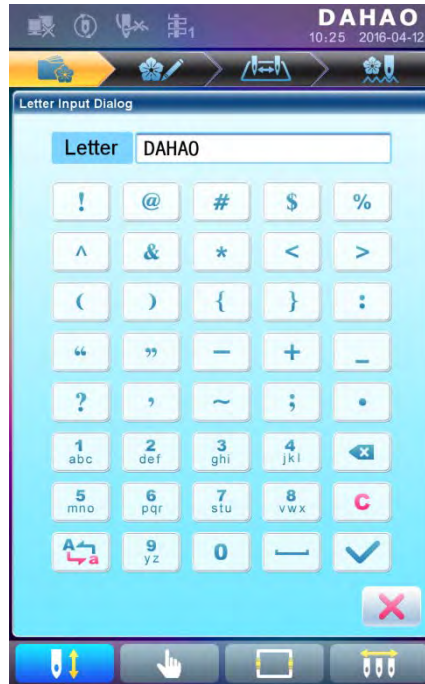 DAHAO
1
10:25 2016-04-12
Letter Input Dialog
Letter DAHAO
! @ # $ %
^ & * < >
( ) { } :
“ ” − + _
? , ~ ; •
1 abc 2 def 3 ghi 4 jkl
5 mno 6 pqr 7 stu 8 vwx C
A a 9 yz 0